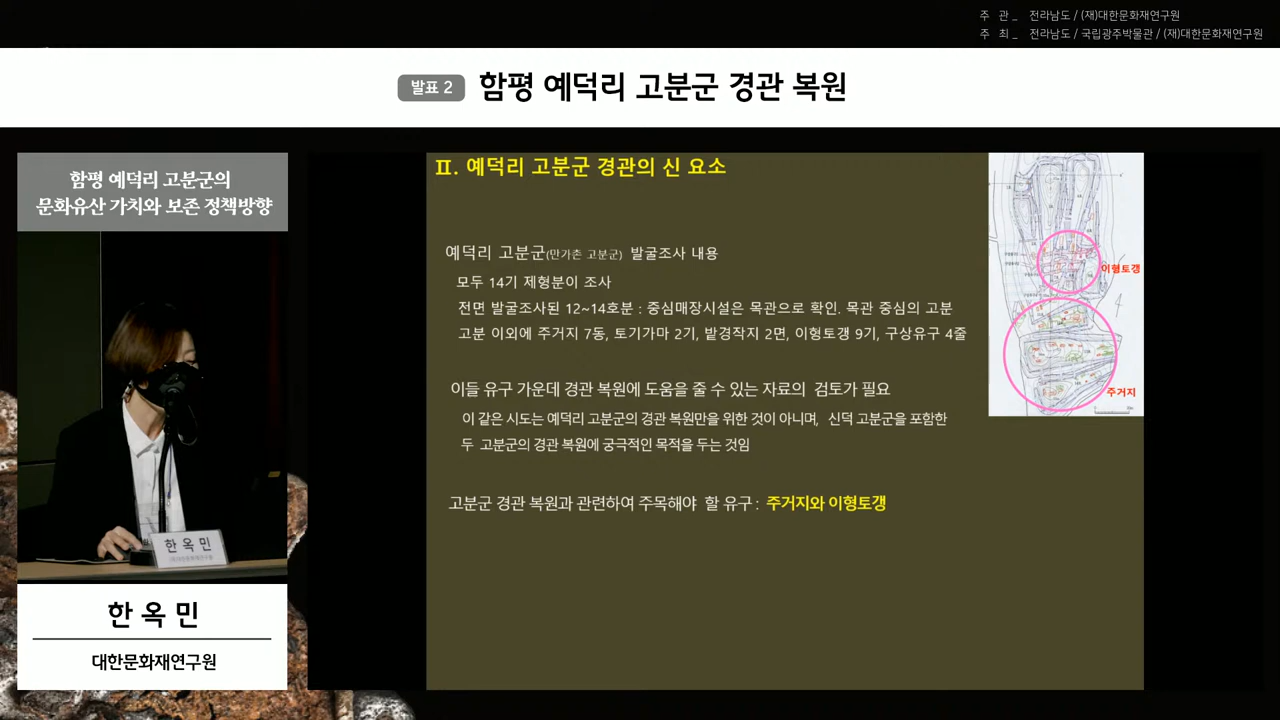 주 관 _ 전라남도 / (재)대한문화재연구원
주 최 _ 전라남도 / 국립광주박물관 / (재)대한문화재연구원
발표 2 함평 예덕리 고분군 경관 복원
함평 예덕리 고분군의
문화유산 가치와 보존 정책방향
Ⅱ. 예덕리 고분군 경관의 신 요소
예덕리 고분군(만가촌 고분군) 발굴조사 내용
모두 14기 제형분이 조사
전면 발굴조사된 12~14호분 : 중심매장시설은 목관으로 확인. 목관 중심의 고분
고분 이외에 주거지 7동, 토기가마 2기, 밭경작지 2면, 이형토갱 9기, 구상유구 4줄
이들 유구 가운데 경관 복원에 도움을 줄 수 있는 자료의 검토가 필요
이 같은 시도는 예덕리 고분군의 경관 복원만을 위한 것이 아니며, 신덕 고분군을 포함한
두 고분군의 경관 복원에 궁극적인 목적을 두는 것임
고분군 경관 복원과 관련하여 주목해야 할 유구 : 주거지와 이형토갱
이형토갱
주거지
한옥민
한 옥 민
대한문화재연구원